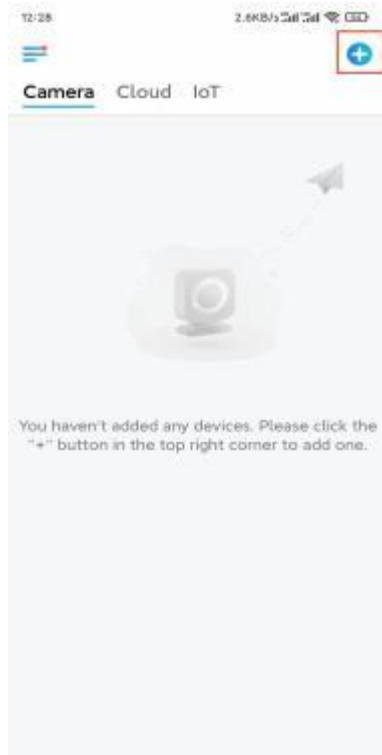 12:28 2.6KB/s
Camera Cloud IoT
You haven't added any devices. Please click the
"+" button in the top right corner to add one.